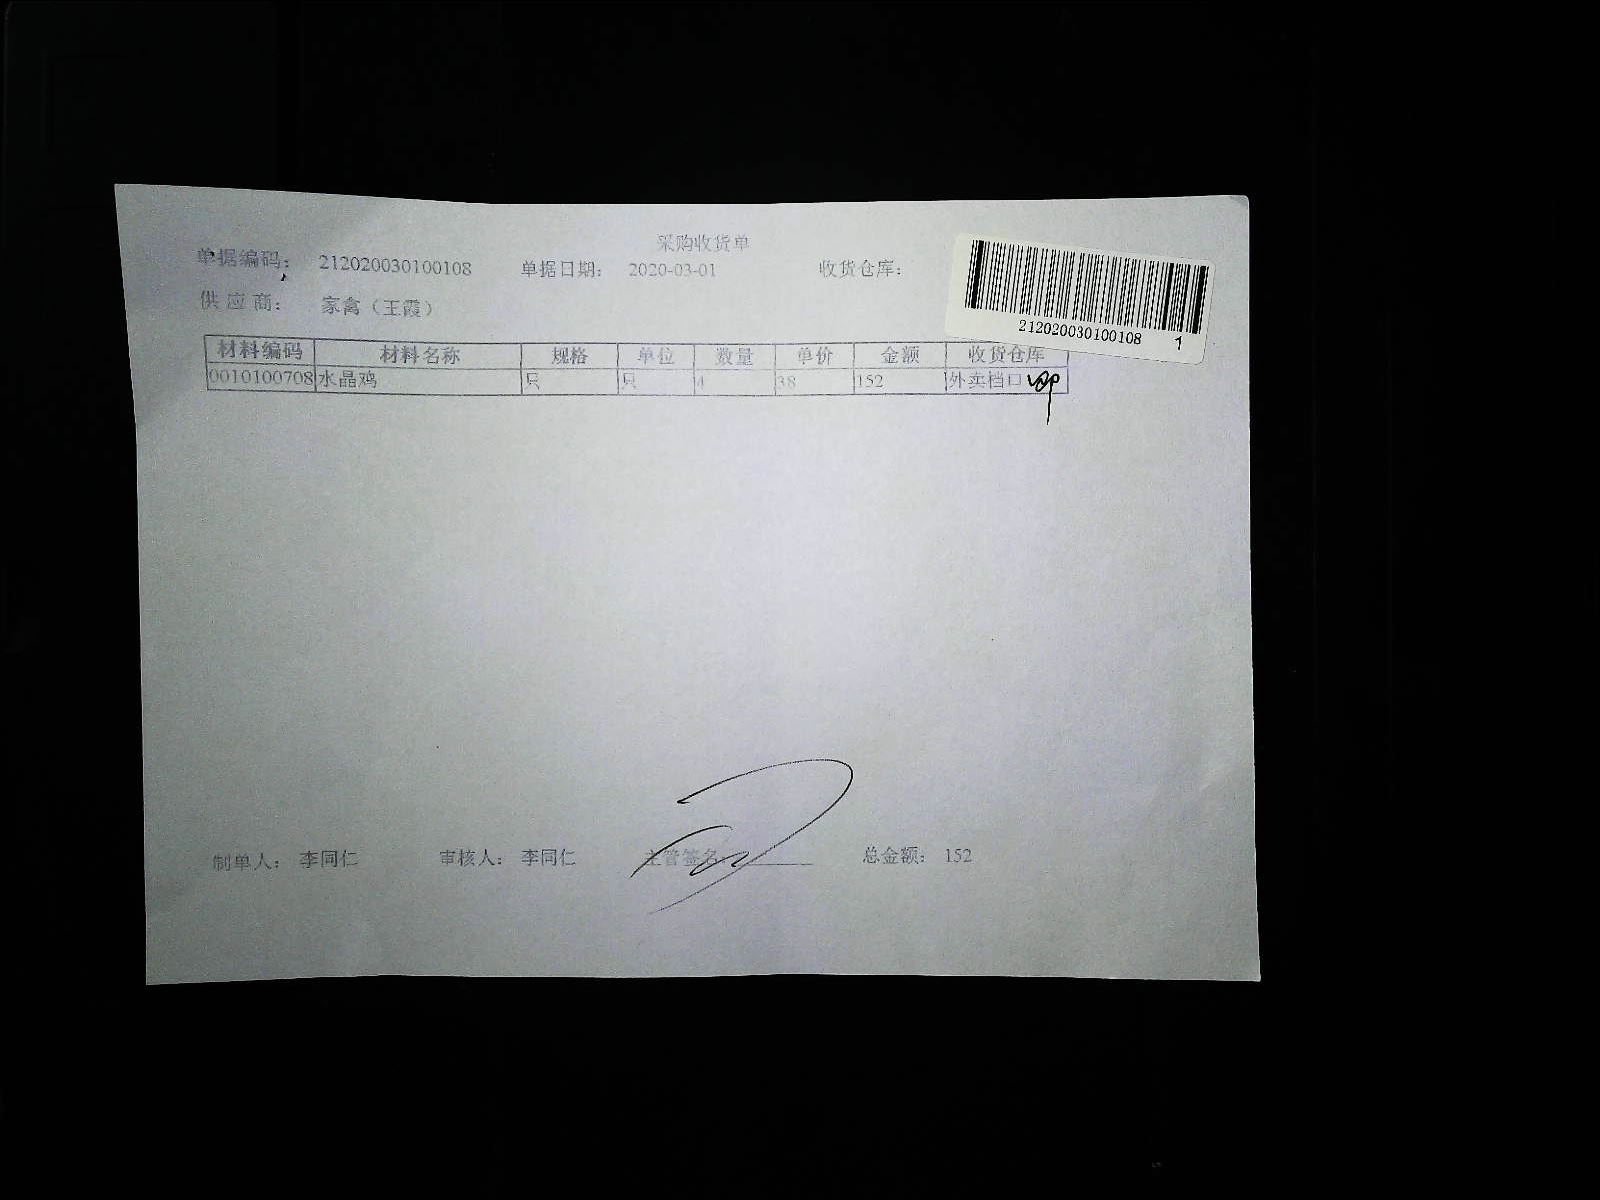 采购收货单
单据编码： 212020030100108 单据日期： 2020-03-01 收货仓库：
212020030100108 1
供应商： 家禽（王霞）
材料编码 材料名称 规格 单位 数量 单价 金额 收货仓库
0010100708 水晶鸡 只 只 4 38 152 外卖档口
制单人： 李同仁 审核人： 李同仁 主管签名： 总金额： 152